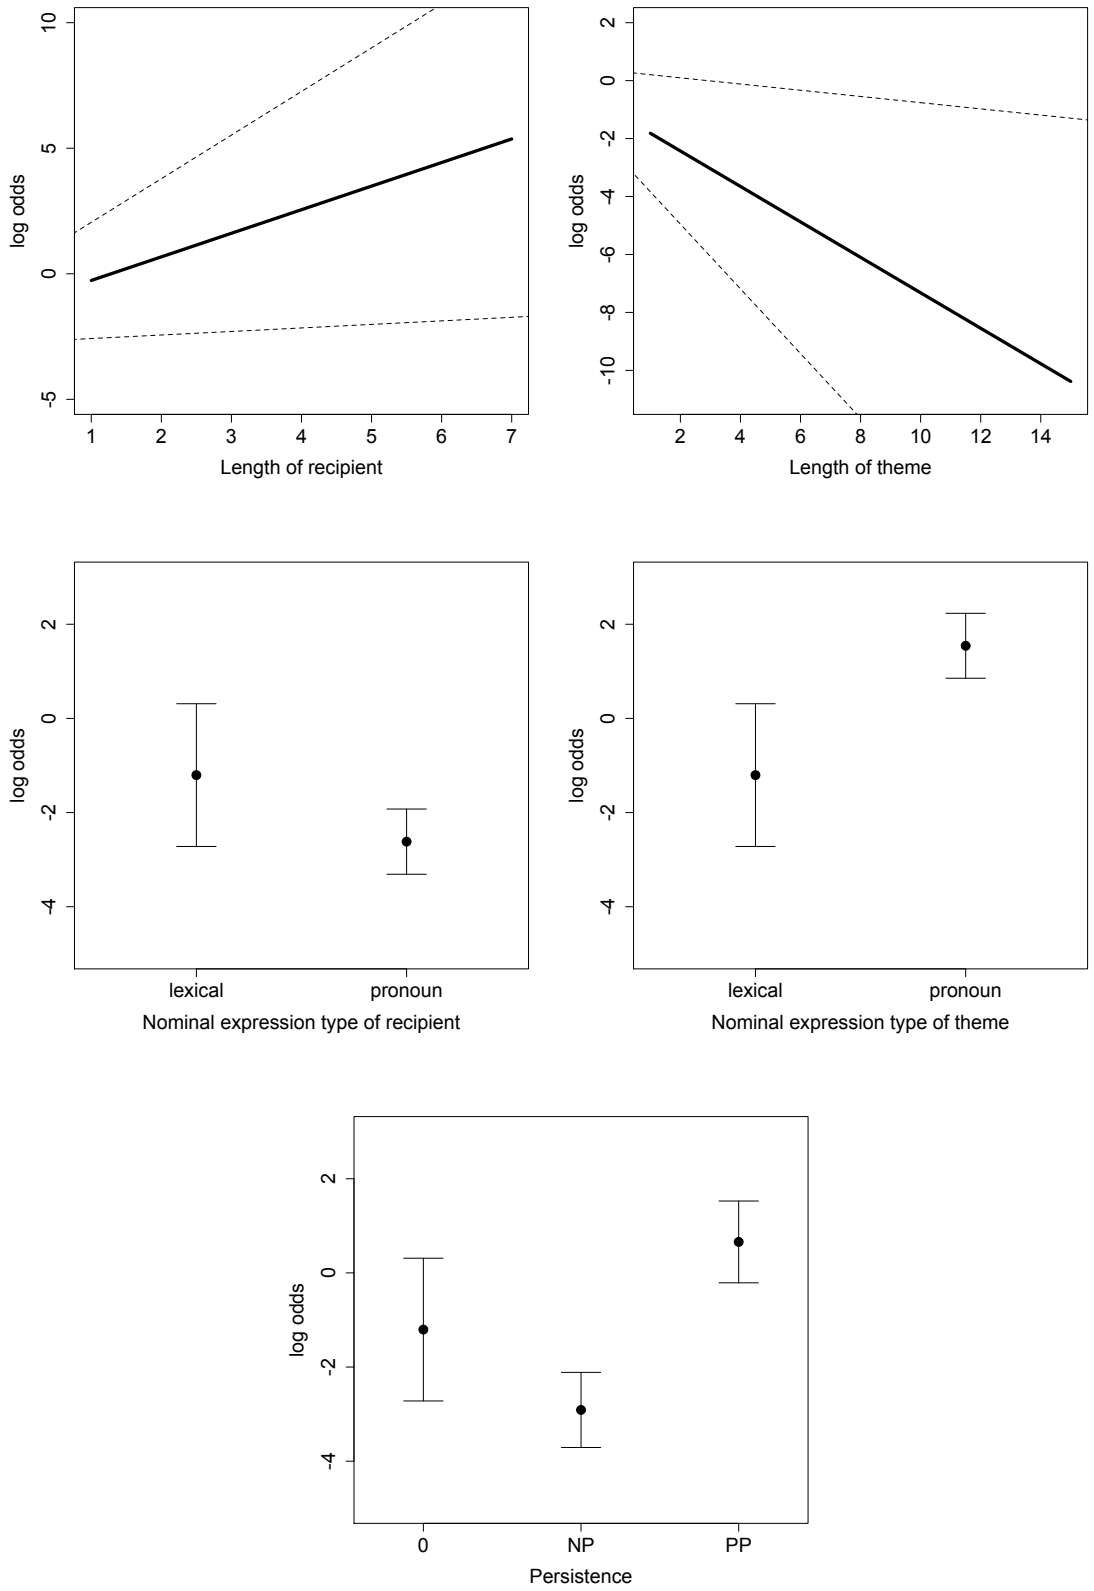 10
5
0
-5
log odds
1 2 3 4 5 6 7
Length of recipient
2
0
-2
-4
-6
-8
-10
log odds
2 4 6 8 10 12 14
Length of theme
2
0
-2
-4
log odds
lexical pronoun
Nominal expression type of recipient
2
0
-2
-4
log odds
lexical pronoun
Nominal expression type of theme
2
0
-2
-4
log odds
0 NP PP
Persistence